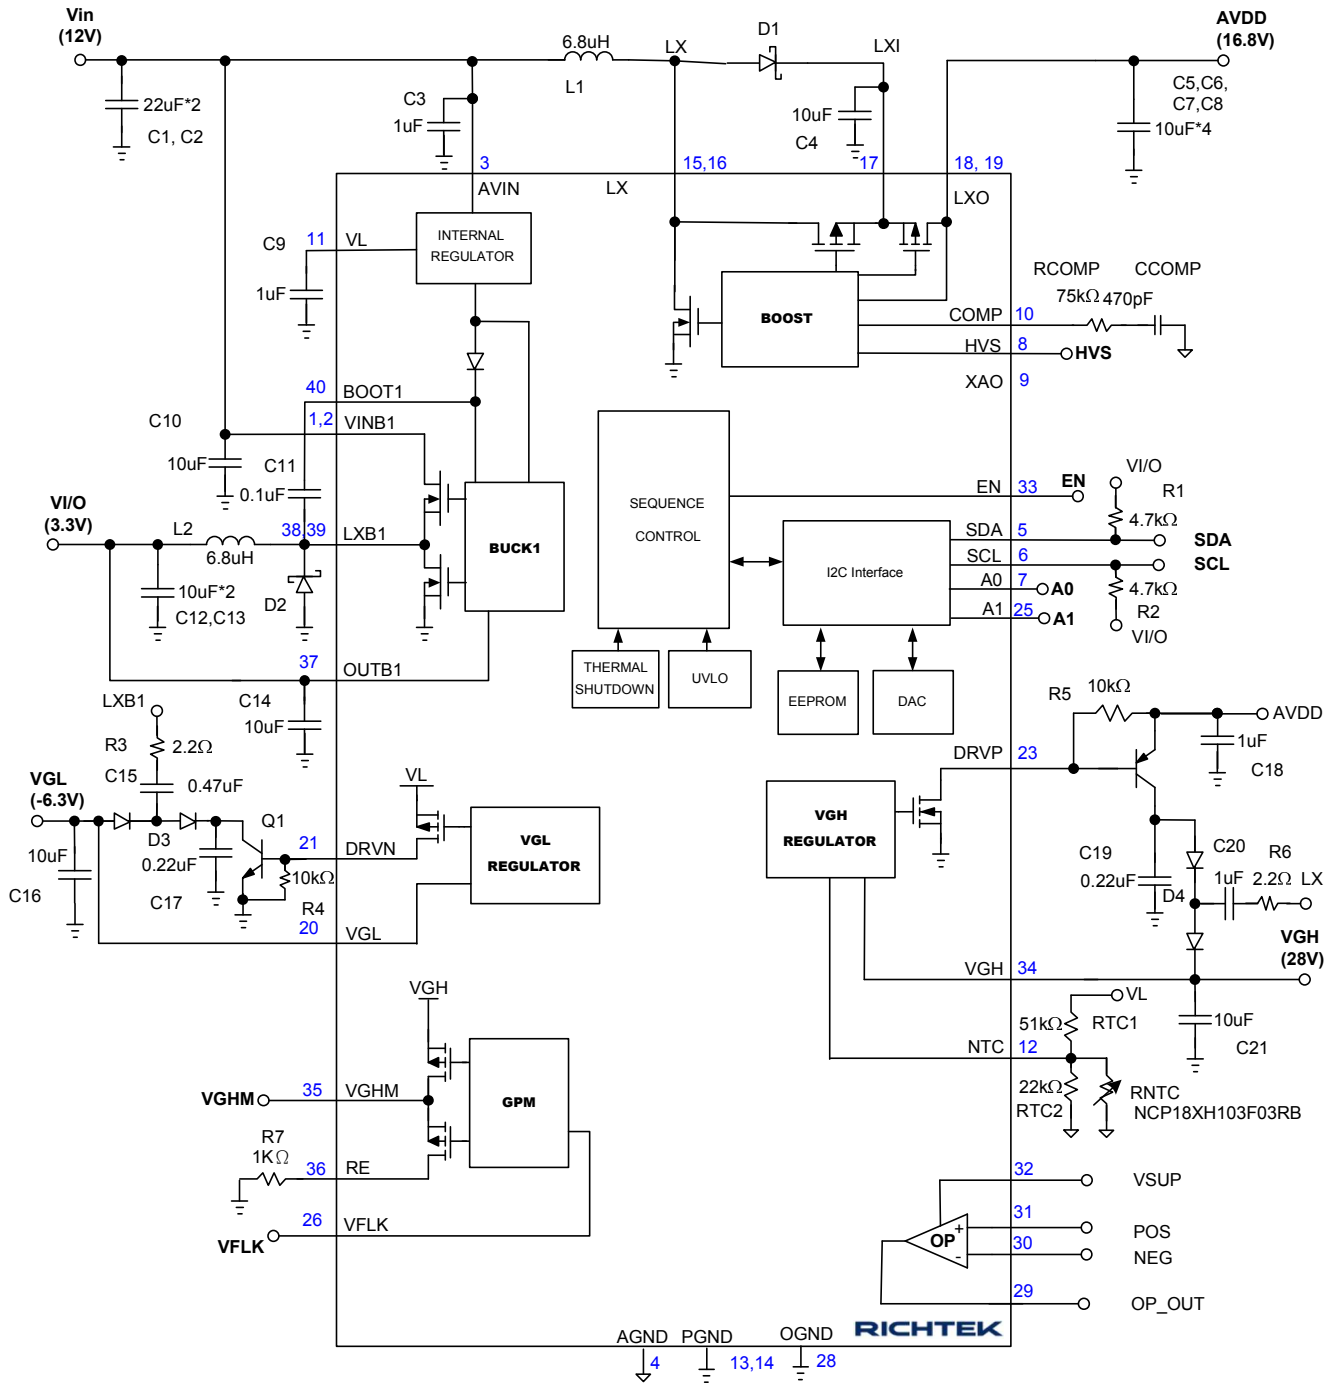 Vin
(12V)
6.8uH
L1
LX
D1
LXI
AVDD
(16.8V)
22uF*2
C1, C2
C3
1uF
10uF
C4
C5,C6,
C7,C8
10uF*4
3
AVIN
15,16
LX
17
18, 19
LXO
INTERNAL
REGULATOR
C9
11
VL
1uF
BOOST
RCOMP
CCOMP
75kΩ
470pF
COMP
10
HVS
8
HVS
XAO
9
40
BOOT1
1,2
VINB1
C10
10uF
C11
0.1uF
VI/O
(3.3V)
L2
6.8uH
38,39
LXB1
BUCK1
10uF*2
C12,C13
D2
37
OUTB1
C14
10uF
SEQUENCE
CONTROL
THERMAL
SHUTDOWN
UVLO
I2C Interface
EEPROM
DAC
EN
33
EN
VI/O
R1
4.7kΩ
SDA
5
SDA
SCL
6
SCL
A0
7
A0
A1
25
A1
4.7kΩ
R2
VI/O
LXB1
R3
2.2Ω
C15
0.47uF
VGL
(-6.3V)
D3
Q1
10uF
C16
0.22uF
C17
21
DRVN
10kΩ
R4
20
VGL
VL
VGL
REGULATOR
R5
10kΩ
AVDD
1uF
C18
DRVP
23
VGH
REGULATOR
C19
0.22uF
D4
C20
1uF
R6
2.2Ω
LX
VGH
(28V)
VGH
34
10uF
C21
VL
51kΩ
RTC1
NTC
12
22kΩ
RTC2
RNTC
NCP18XH103F03RB
VGH
GPM
VGHM
35
VGHM
R7
1KΩ
36
RE
26
VFLK
VFLK
32
VSUP
31
POS
30
NEG
OP
+
-
29
OP_OUT
RICHTEK
AGND
PGND
OGND
4
13,14
28